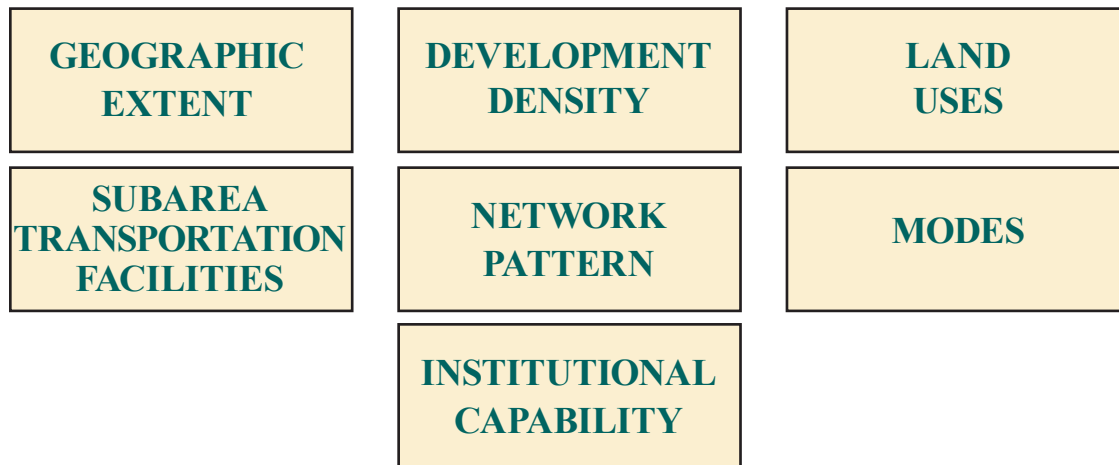 GEOGRAPHIC
EXTENT
DEVELOPMENT
DENSITY
LAND
USES
SUBAREA
TRANSPORTATION
FACILITIES
NETWORK
PATTERN
MODES
INSTITUTIONAL
CAPABILITY